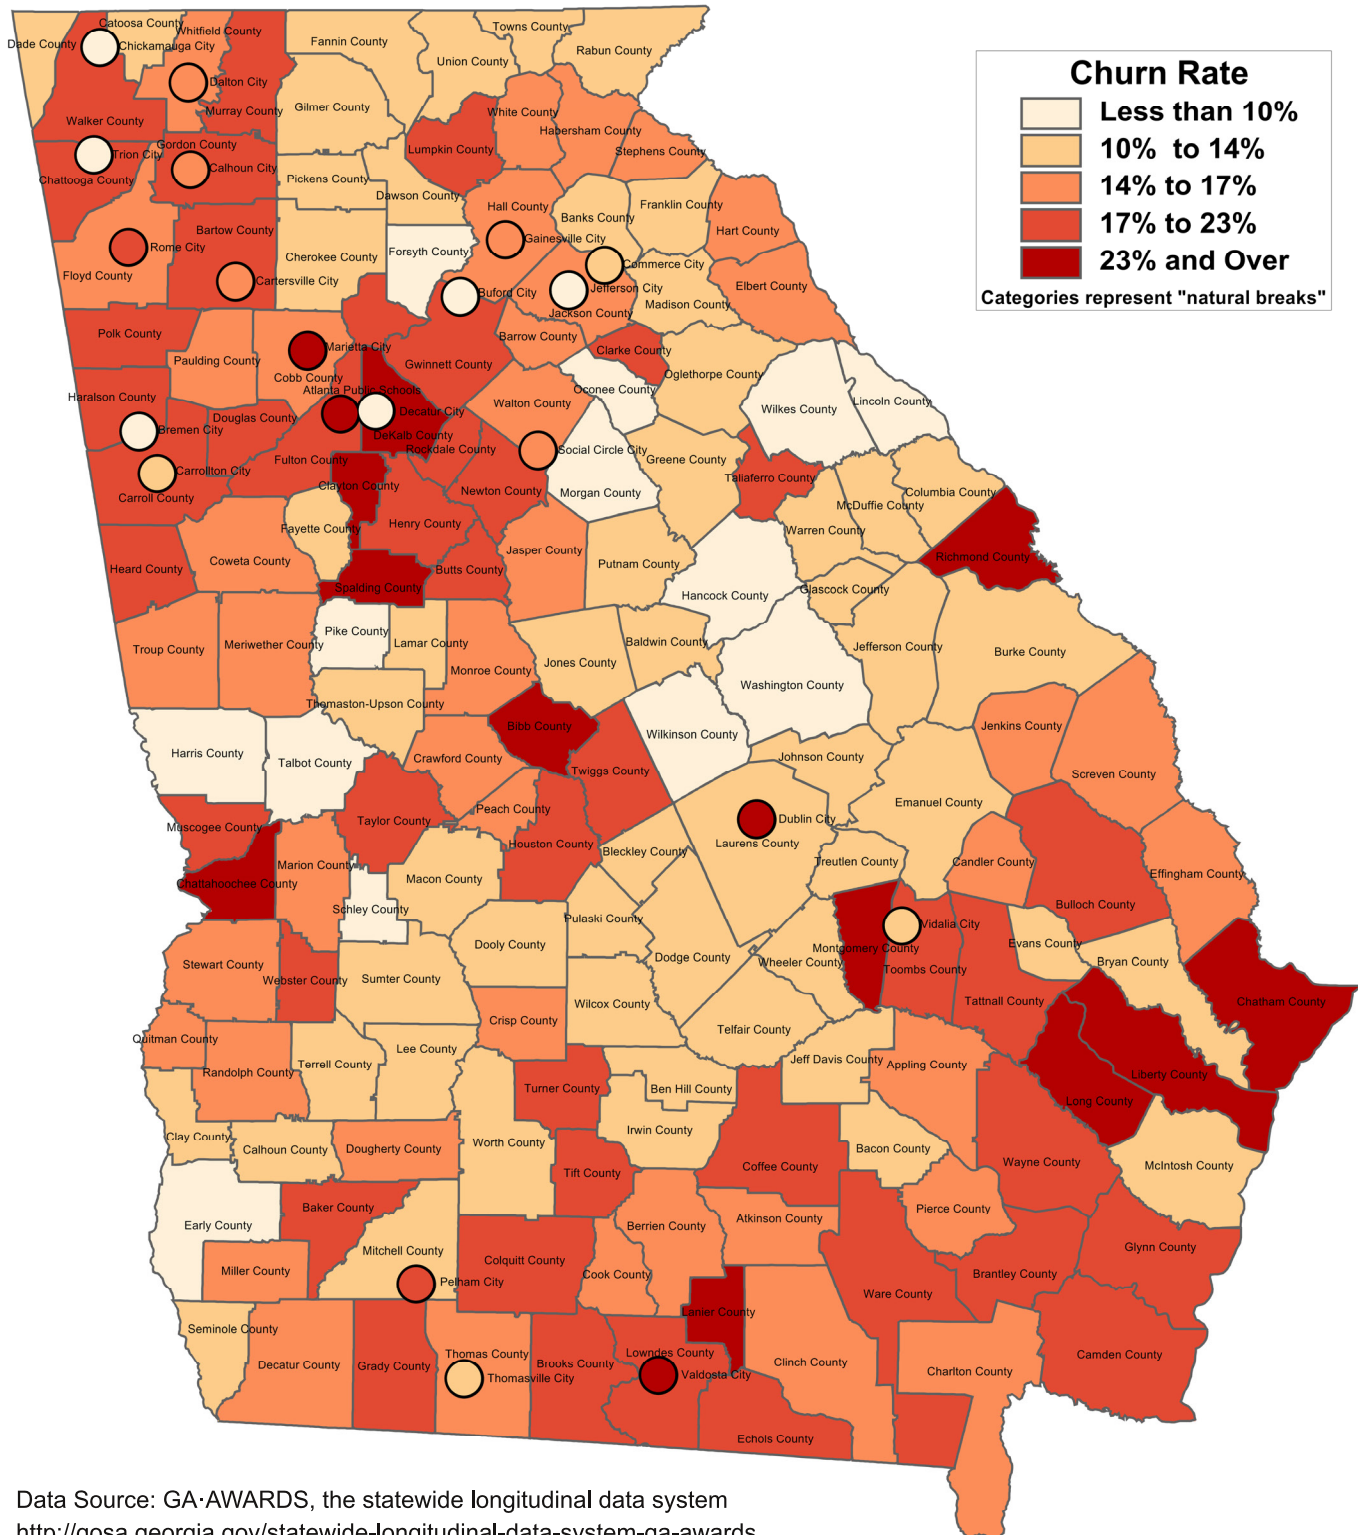 Churn Rate
Less than 10%
10% to 14%
14% to 17%
17% to 23%
23% and Over
Categories represent "natural breaks"
Dade County
Catoosa County
Chickamauga City
Whitfield County
Fannin County
Towns County
Union County
Rabun County
Dalton City
Murray County
Gilmer County
White County
Walker County
Habersham County
Lumpkin County
Stephens County
Gordon County
Trion City
Calhoun City
Chattooga County
Pickens County
Dawson County
Hall County
Banks County
Franklin County
Hart County
Bartow County
Rome City
Gainesville City
Forsyth County
Cherokee County
Floyd County
Cartersville City
Commerce City
Buford City
Jefferson City
Elbert County
Madison County
Jackson County
Polk County
Paulding County
Marietta City
Barrow County
Clarke County
Gwinnett County
Cobb County
Oglethorpe County
Atlanta Public Schools
Oconee County
Haralson County
Walton County
Wilkes County
Lincoln County
Decatur City
Douglas County
Bremen City
DeKalb County
Rockdale County
Social Circle City
Fulton County
Greene County
Carrollton City
Taliaferro County
Clayton County
Newton County
Morgan County
Carroll County
Columbia County
McDuffie County
Henry County
Fayette County
Warren County
Jasper County
Richmond County
Heard County
Coweta County
Butts County
Putnam County
Spalding County
Glascock County
Hancock County
Pike County
Troup County
Meriwether County
Lamar County
Baldwin County
Jefferson County
Burke County
Monroe County
Jones County
Washington County
Thomaston-Upson County
Bibb County
Wilkinson County
Jenkins County
Harris County
Talbot County
Crawford County
Johnson County
Twiggs County
Screven County
Emanuel County
Peach County
Muscogee County
Taylor County
Dublin City
Houston County
Laurens County
Bleckley County
Treutlen County
Candler County
Marion County
Macon County
Effingham County
Chattahoochee County
Schley County
Bulloch County
Pulaski County
Vidalia City
Dooly County
Montgomery County
Evans County
Dodge County
Wheeler County
Bryan County
Stewart County
Toombs County
Webster County
Sumter County
Wilcox County
Tattnall County
Chatham County
Crisp County
Telfair County
Quitman County
Lee County
Terrell County
Jeff Davis County
Appling County
Randolph County
Liberty County
Turner County
Ben Hill County
Long County
Clay County
Irwin County
Calhoun County
Dougherty County
Worth County
Bacon County
Coffee County
Wayne County
McIntosh County
Tift County
Baker County
Pierce County
Early County
Berrien County
Atkinson County
Mitchell County
Glynn County
Colquitt County
Miller County
Cook County
Brantley County
Pelham City
Ware County
Lanier County
Seminole County
Thomas County
Lowndes County
Camden County
Decatur County
Grady County
Brooks County
Clinch County
Charlton County
Thomasville City
Valdosta City
Echols County
Data Source: GA·AWARDS, the statewide longitudinal data system
http://gosa.georgia.gov/statewide-longitudinal-data-system-ga-awards